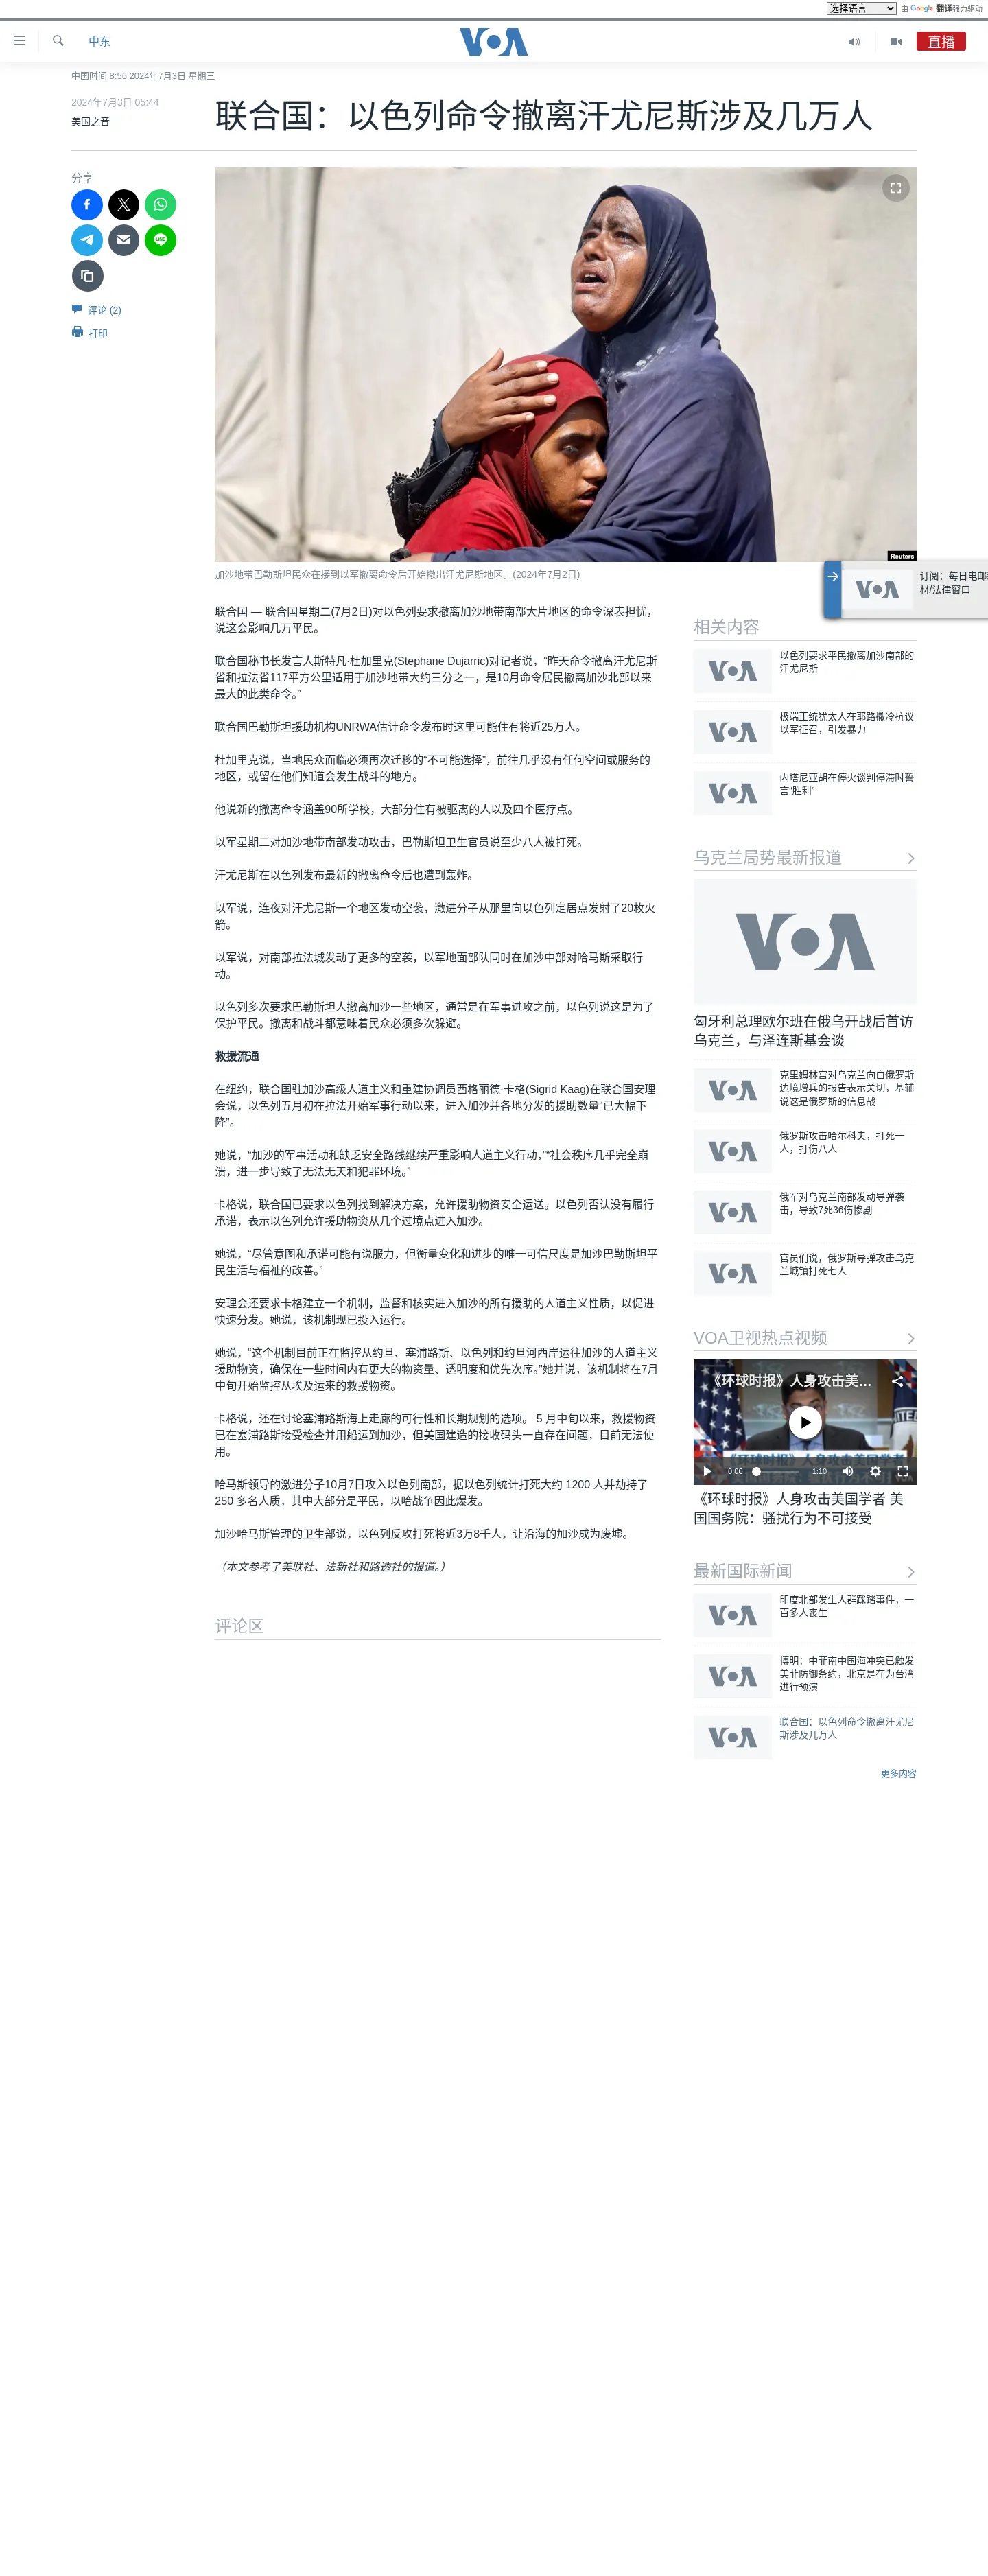 选择语言 由 Google 翻译强力驱动
中东
VOA
直播
中国时间 8:56 2024年7月3日 星期三
2024年7月3日 05:44
美国之音
联合国：以色列命令撤离汗尤尼斯涉及几万人
分享
LINE
评论 (2)
打印
Reuters
加沙地带巴勒斯坦民众在接到以军撤离命令后开始撤出汗尤尼斯地区。(2024年7月2日)
联合国 — 联合国星期二(7月2日)对以色列要求撤离加沙地带南部大片地区的命令深表担忧，
说这会影响几万平民。
联合国秘书长发言人斯特凡·杜加里克(Stephane Dujarric)对记者说，“昨天命令撤离汗尤尼斯
省和拉法省117平方公里适用于加沙地带大约三分之一，是10月命令居民撤离加沙北部以来
最大的此类命令。”
联合国巴勒斯坦援助机构UNRWA估计命令发布时这里可能住有将近25万人。
杜加里克说，当地民众面临必须再次迁移的“不可能选择”，前往几乎没有任何空间或服务的
地区，或留在他们知道会发生战斗的地方。
他说新的撤离命令涵盖90所学校，大部分住有被驱离的人以及四个医疗点。
以军星期二对加沙地带南部发动攻击，巴勒斯坦卫生官员说至少八人被打死。
汗尤尼斯在以色列发布最新的撤离命令后也遭到轰炸。
以军说，连夜对汗尤尼斯一个地区发动空袭，激进分子从那里向以色列定居点发射了20枚火
箭。
以军说，对南部拉法城发动了更多的空袭，以军地面部队同时在加沙中部对哈马斯采取行
动。
以色列多次要求巴勒斯坦人撤离加沙一些地区，通常是在军事进攻之前，以色列说这是为了
保护平民。撤离和战斗都意味着民众必须多次躲避。
救援流通
在纽约，联合国驻加沙高级人道主义和重建协调员西格丽德·卡格(Sigrid Kaag)在联合国安理
会说，以色列五月初在拉法开始军事行动以来，进入加沙并各地分发的援助数量“已大幅下
降”。
她说，“加沙的军事活动和缺乏安全路线继续严重影响人道主义行动，”“社会秩序几乎完全崩
溃，进一步导致了无法无天和犯罪环境。”
卡格说，联合国已要求以色列找到解决方案，允许援助物资安全运送。以色列否认没有履行
承诺，表示以色列允许援助物资从几个过境点进入加沙。
她说，“尽管意图和承诺可能有说服力，但衡量变化和进步的唯一可信尺度是加沙巴勒斯坦平
民生活与福祉的改善。”
安理会还要求卡格建立一个机制，监督和核实进入加沙的所有援助的人道主义性质，以促进
快速分发。她说，该机制现已投入运行。
她说，“这个机制目前正在监控从约旦、塞浦路斯、以色列和约旦河西岸运往加沙的人道主义
援助物资，确保在一些时间内有更大的物资量、透明度和优先次序。”她并说，该机制将在7月
中旬开始监控从埃及运来的救援物资。
卡格说，还在讨论塞浦路斯海上走廊的可行性和长期规划的选项。 5 月中旬以来，救援物资
已在塞浦路斯接受检查并用船运到加沙，但美国建造的接收码头一直存在问题，目前无法使
用。
哈马斯领导的激进分子10月7日攻入以色列南部，据以色列统计打死大约 1200 人并劫持了
250 多名人质，其中大部分是平民，以哈战争因此爆发。
加沙哈马斯管理的卫生部说，以色列反攻打死将近3万8千人，让沿海的加沙成为废墟。
（本文参考了美联社、法新社和路透社的报道。）
评论区
VOA
订阅：每日电邮
材/法律窗口
相关内容
VOA
以色列要求平民撤离加沙南部的
汗尤尼斯
VOA
极端正统犹太人在耶路撒冷抗议
以军征召，引发暴力
VOA
内塔尼亚胡在停火谈判停滞时誓
言“胜利”
乌克兰局势最新报道
VOA
匈牙利总理欧尔班在俄乌开战后首访
乌克兰，与泽连斯基会谈
VOA
克里姆林宫对乌克兰向白俄罗斯
边境增兵的报告表示关切，基辅
说这是俄罗斯的信息战
VOA
俄罗斯攻击哈尔科夫，打死一
人，打伤八人
VOA
俄军对乌克兰南部发动导弹袭
击，导致7死36伤惨剧
VOA
官员们说，俄罗斯导弹攻击乌克
兰城镇打死七人
VOA卫视热点视频
《环球时报》人身攻击美...
《环球时报》人身攻击美国学者
0:00 1:10
《环球时报》人身攻击美国学者 美
国国务院：骚扰行为不可接受
最新国际新闻
VOA
印度北部发生人群踩踏事件，一
百多人丧生
VOA
博明：中菲南中国海冲突已触发
美菲防御条约，北京是在为台湾
进行预演
VOA
联合国：以色列命令撤离汗尤尼
斯涉及几万人
更多内容